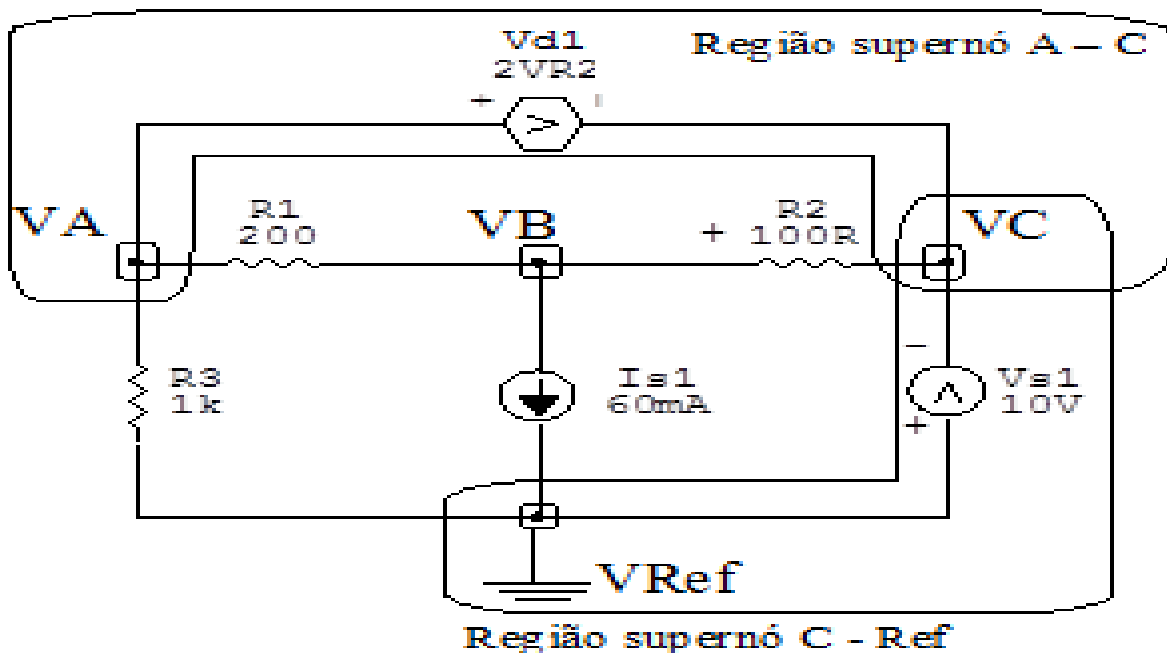 Vd1
2VR2
Região supernó A – C
+
VA
R1
200
VB
+
R2
100R
VC
R3
1k
Is1
60mA
−
Vs1
10V
+
VRef
Região supernó C - Ref